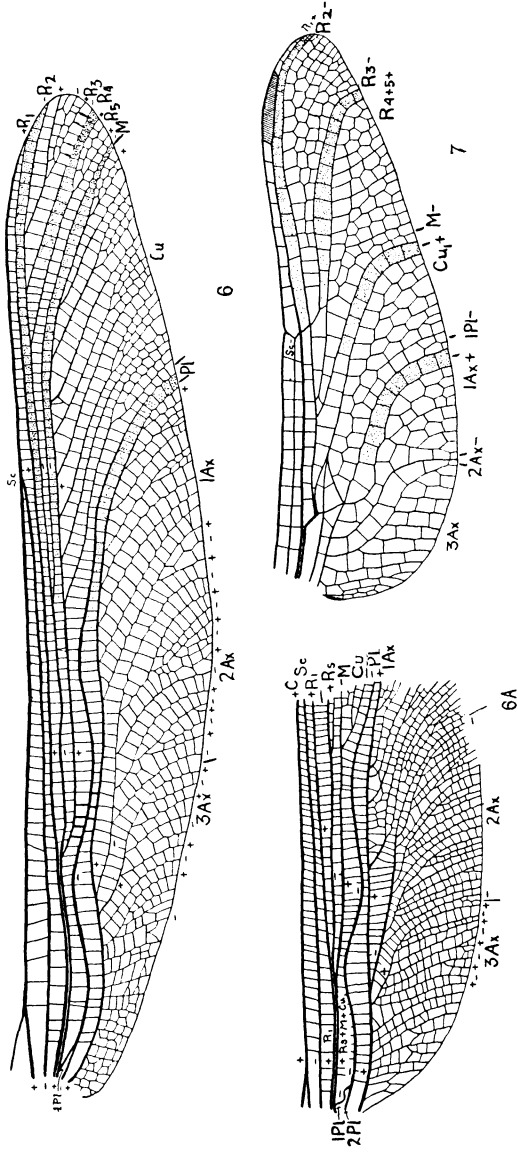 +R1
-R2
+
-R3
+R4
-R5
+M
Cu
6
Pl
+
1Ax
Sc
2Ax
3Ax
1Pl
R2-
R3-
R4+5+
7
M-
Cu1+
1Pl-
1Ax+
2Ax-
3Ax
Sc-
+C
-Sc
+R1
+Rs
-M
Cu
-Pl
+1Ax
6A
2Ax
3Ax
R1
+Rs+M+Cu
1Pl-
2Pl